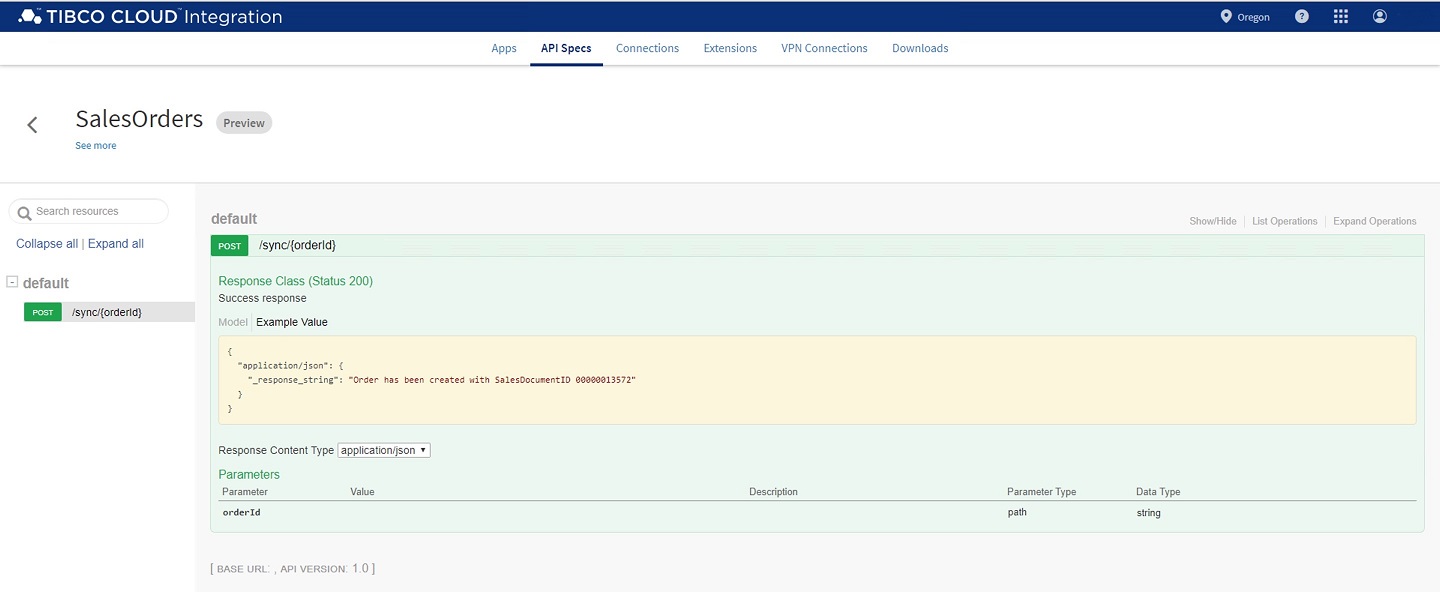 TIBCO CLOUD™ Integration
Oregon
?
Apps API Specs Connections Extensions VPN Connections Downloads
SalesOrders Preview
See more
Search resources
Collapse all | Expand all
- default
POST /sync/{orderId}
default
Show/Hide List Operations Expand Operations
POST /sync/{orderId}
Response Class (Status 200)
Success response
Model Example Value
{
"application/json": {
"_response_string": "Order has been created with SalesDocumentID 00000013572"
}
}
Response Content Type application/json
Parameters
Parameter Value Description Parameter Type Data Type
orderId path string
[ BASE URL: , API VERSION: 1.0 ]